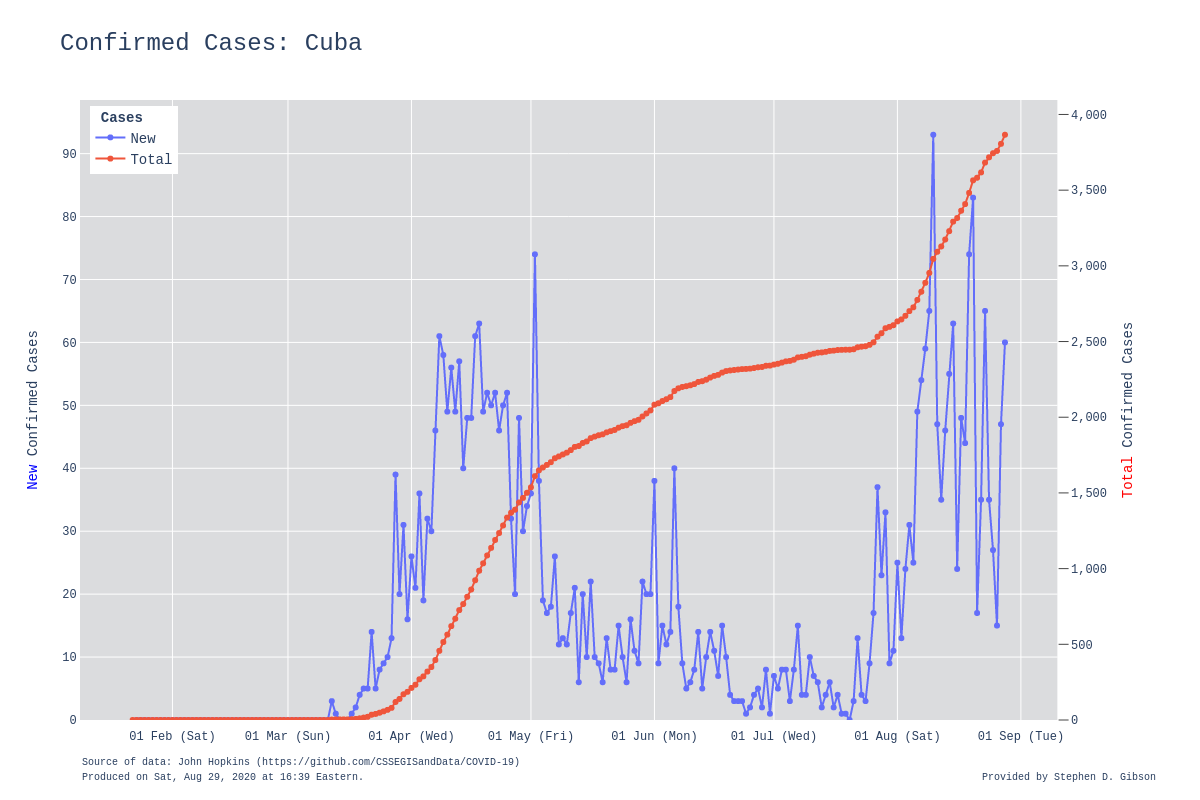 Confirmed Cases: Cuba
Cases
New
Total
90
80
70
60
50
40
30
20
10
0
4,000
3,500
3,000
2,500
2,000
1,500
1,000
500
0
New Confirmed Cases
Total Confirmed Cases
01 Feb (Sat)
01 Mar (Sun)
01 Apr (Wed)
01 May (Fri)
01 Jun (Mon)
01 Jul (Wed)
01 Aug (Sat)
01 Sep (Tue)
Source of data: John Hopkins (https://github.com/CSSEGISandData/COVID-19)
Produced on Sat, Aug 29, 2020 at 16:39 Eastern.
Provided by Stephen D. Gibson